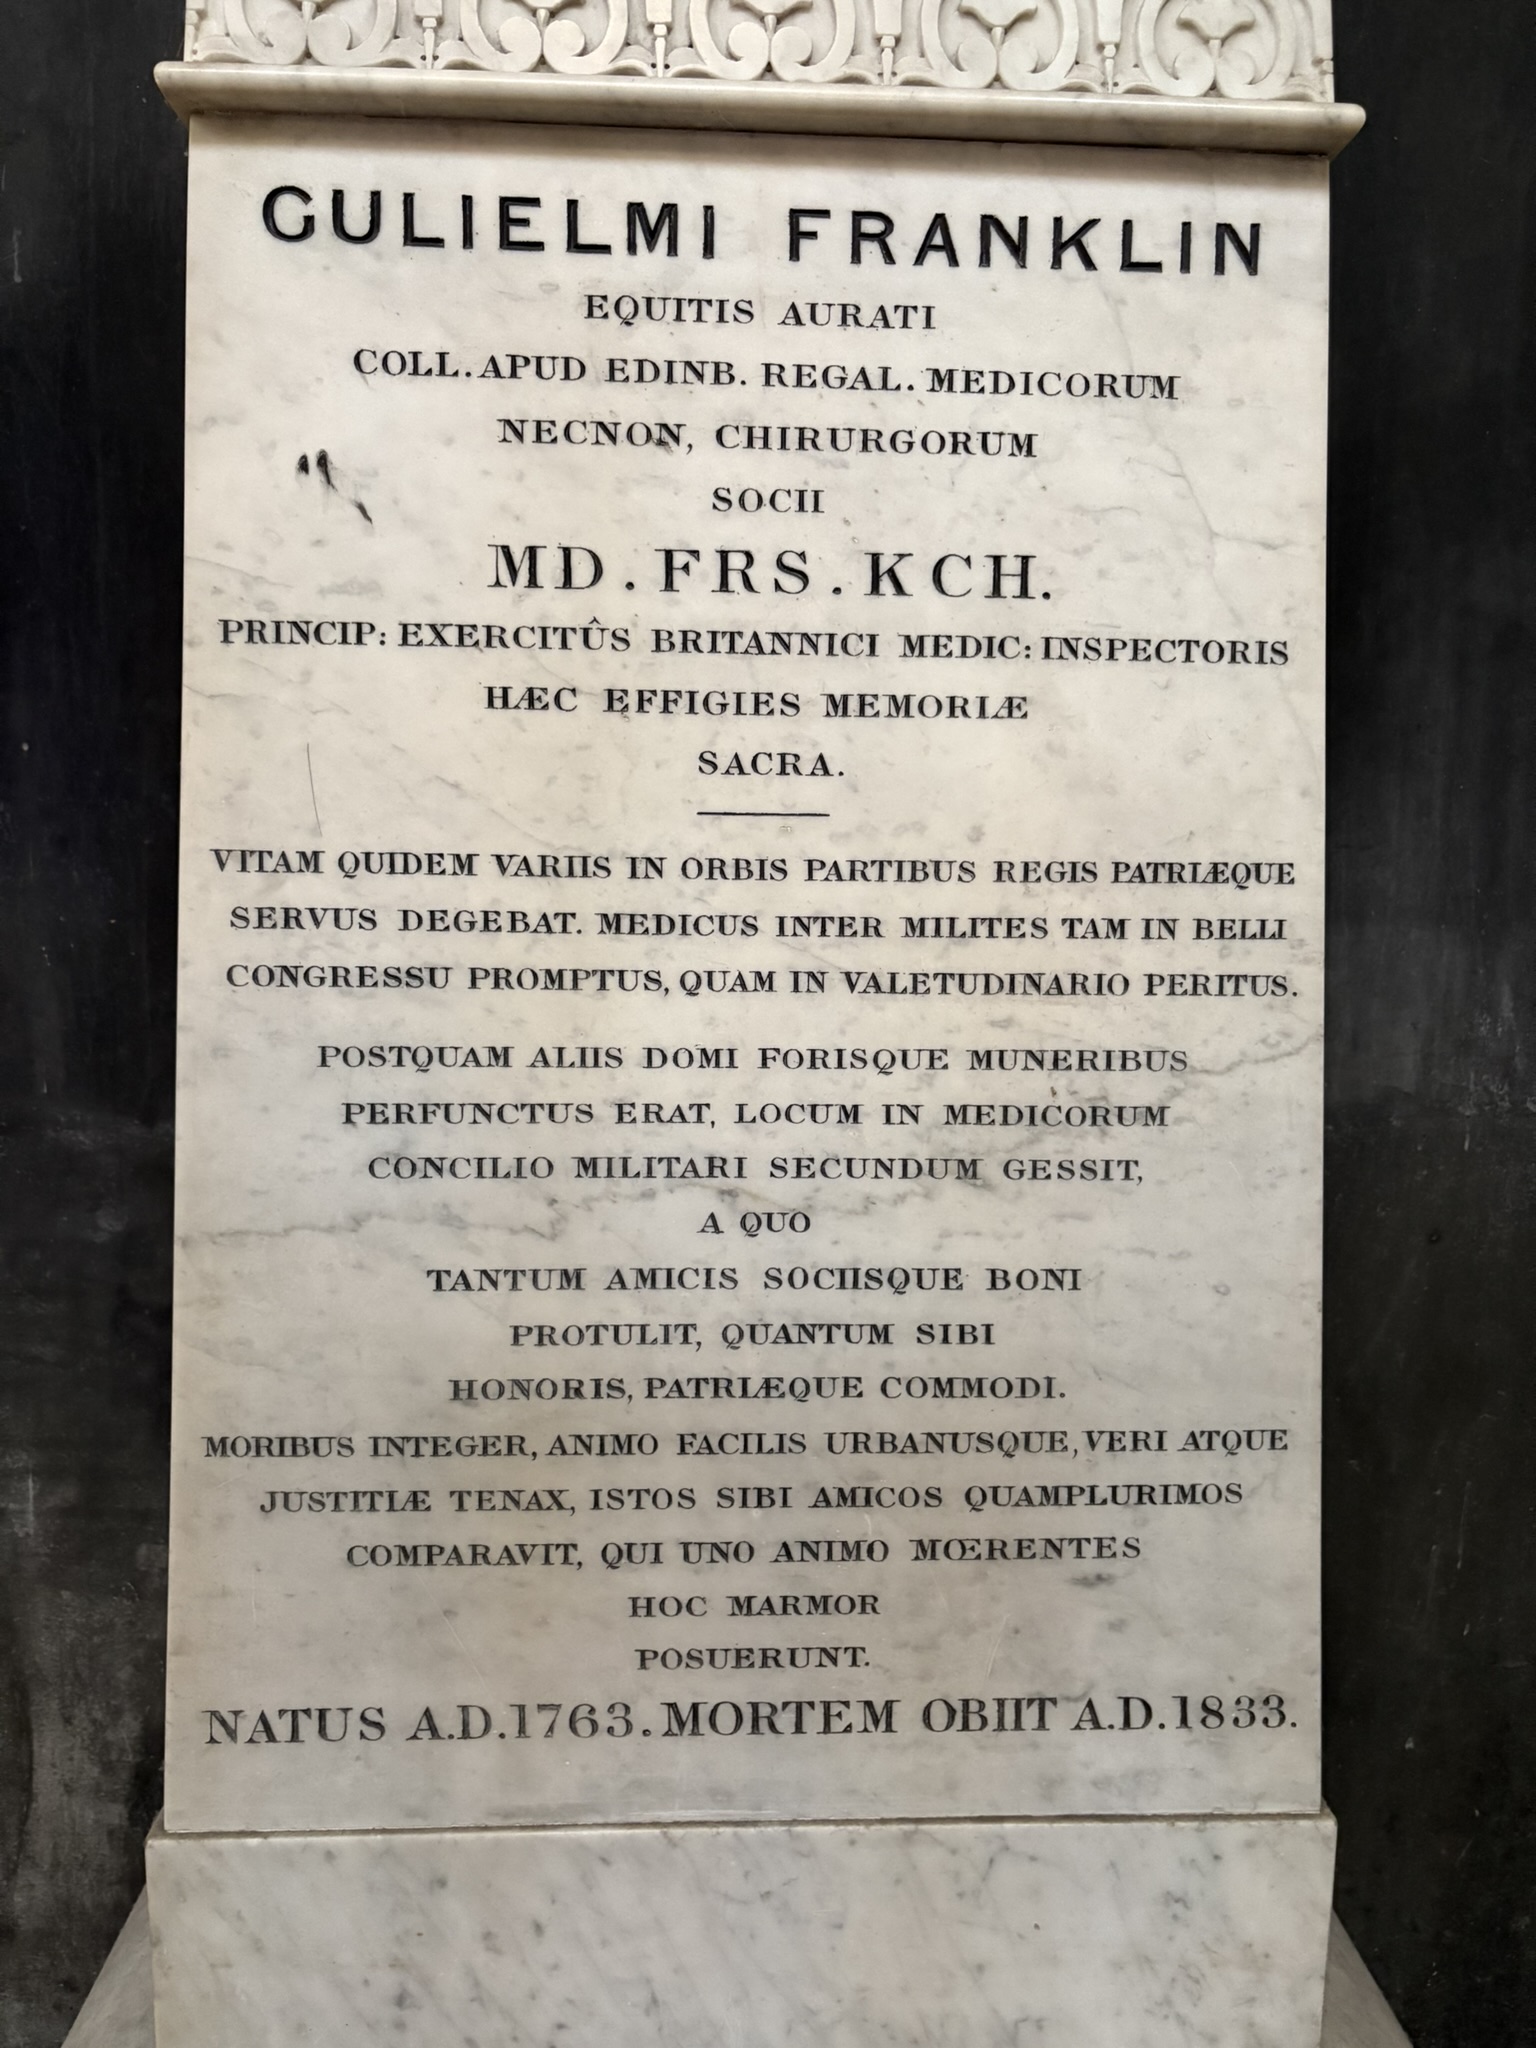 GULIELMI FRANKLIN
EQUITIS AURATI
COLL. APUD EDINB. REGAL. MEDICORUM
NECNON, CHIRURGORUM
SOCII
MD. FRS. KCH.
PRINCIP: EXERCITÛS BRITANNICI MEDIC: INSPECTORIS
HÆC EFFIGIES MEMORIÆ
SACRA.
VITAM QUIDEM VARIIS IN ORBIS PARTIBUS REGIS PATRIÆQUE
SERVUS DEGEBAT. MEDICUS INTER MILITES TAM IN BELLI
CONGRESSU PROMPTUS, QUAM IN VALETUDINARIO PERITUS.
POSTQUAM ALIIS DOMI FORISQUE MUNERIBUS
PERFUNCTUS ERAT, LOCUM IN MEDICORUM
CONCILIO MILITARI SECUNDUM GESSIT,
A QUO
TANTUM AMICIS SOCIISQUE BONI
PROTULIT, QUANTUM SIBI
HONORIS, PATRIÆQUE COMMODI.
MORIBUS INTEGER, ANIMO FACILIS URBANUSQUE, VERI ATQUE
JUSTITIÆ TENAX, ISTOS SIBI AMICOS QUAMPLURIMOS
COMPARAVIT, QUI UNO ANIMO MŒRENTES
HOC MARMOR
POSUERUNT.
NATUS A.D. 1763. MORTEM OBIIT A.D. 1833.